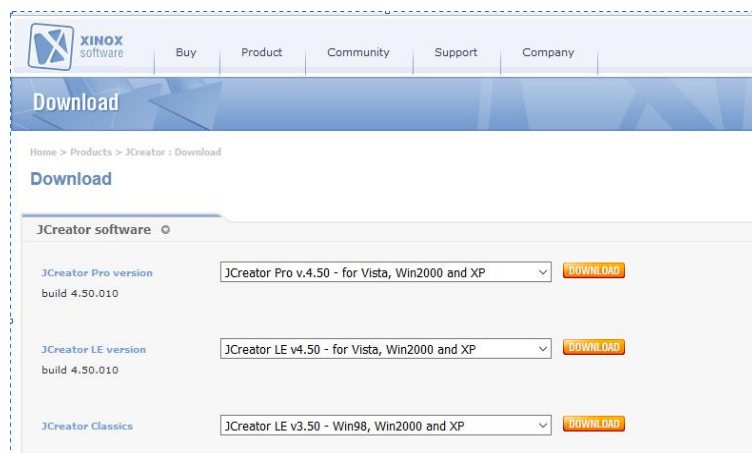 XINOX
software
Buy Product Community Support Company
Download
Home > Products > JCreator : Download
Download
JCreator software
JCreator Pro version
JCreator Pro v.4.50 - for Vista, Win2000 and XP
DOWNLOAD
build 4.50.010
JCreator LE version
JCreator LE v4.50 - for Vista, Win2000 and XP
DOWNLOAD
build 4.50.010
JCreator Classics
JCreator LE v3.50 - Win98, Win2000 and XP
DOWNLOAD